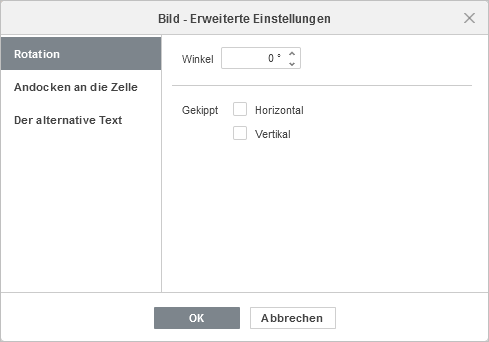 Bild - Erweiterte Einstellungen
Rotation
Andocken an die Zelle
Der alternative Text
Winkel 0 °
Gekippt Horizontal
Vertikal
OK Abbrechen